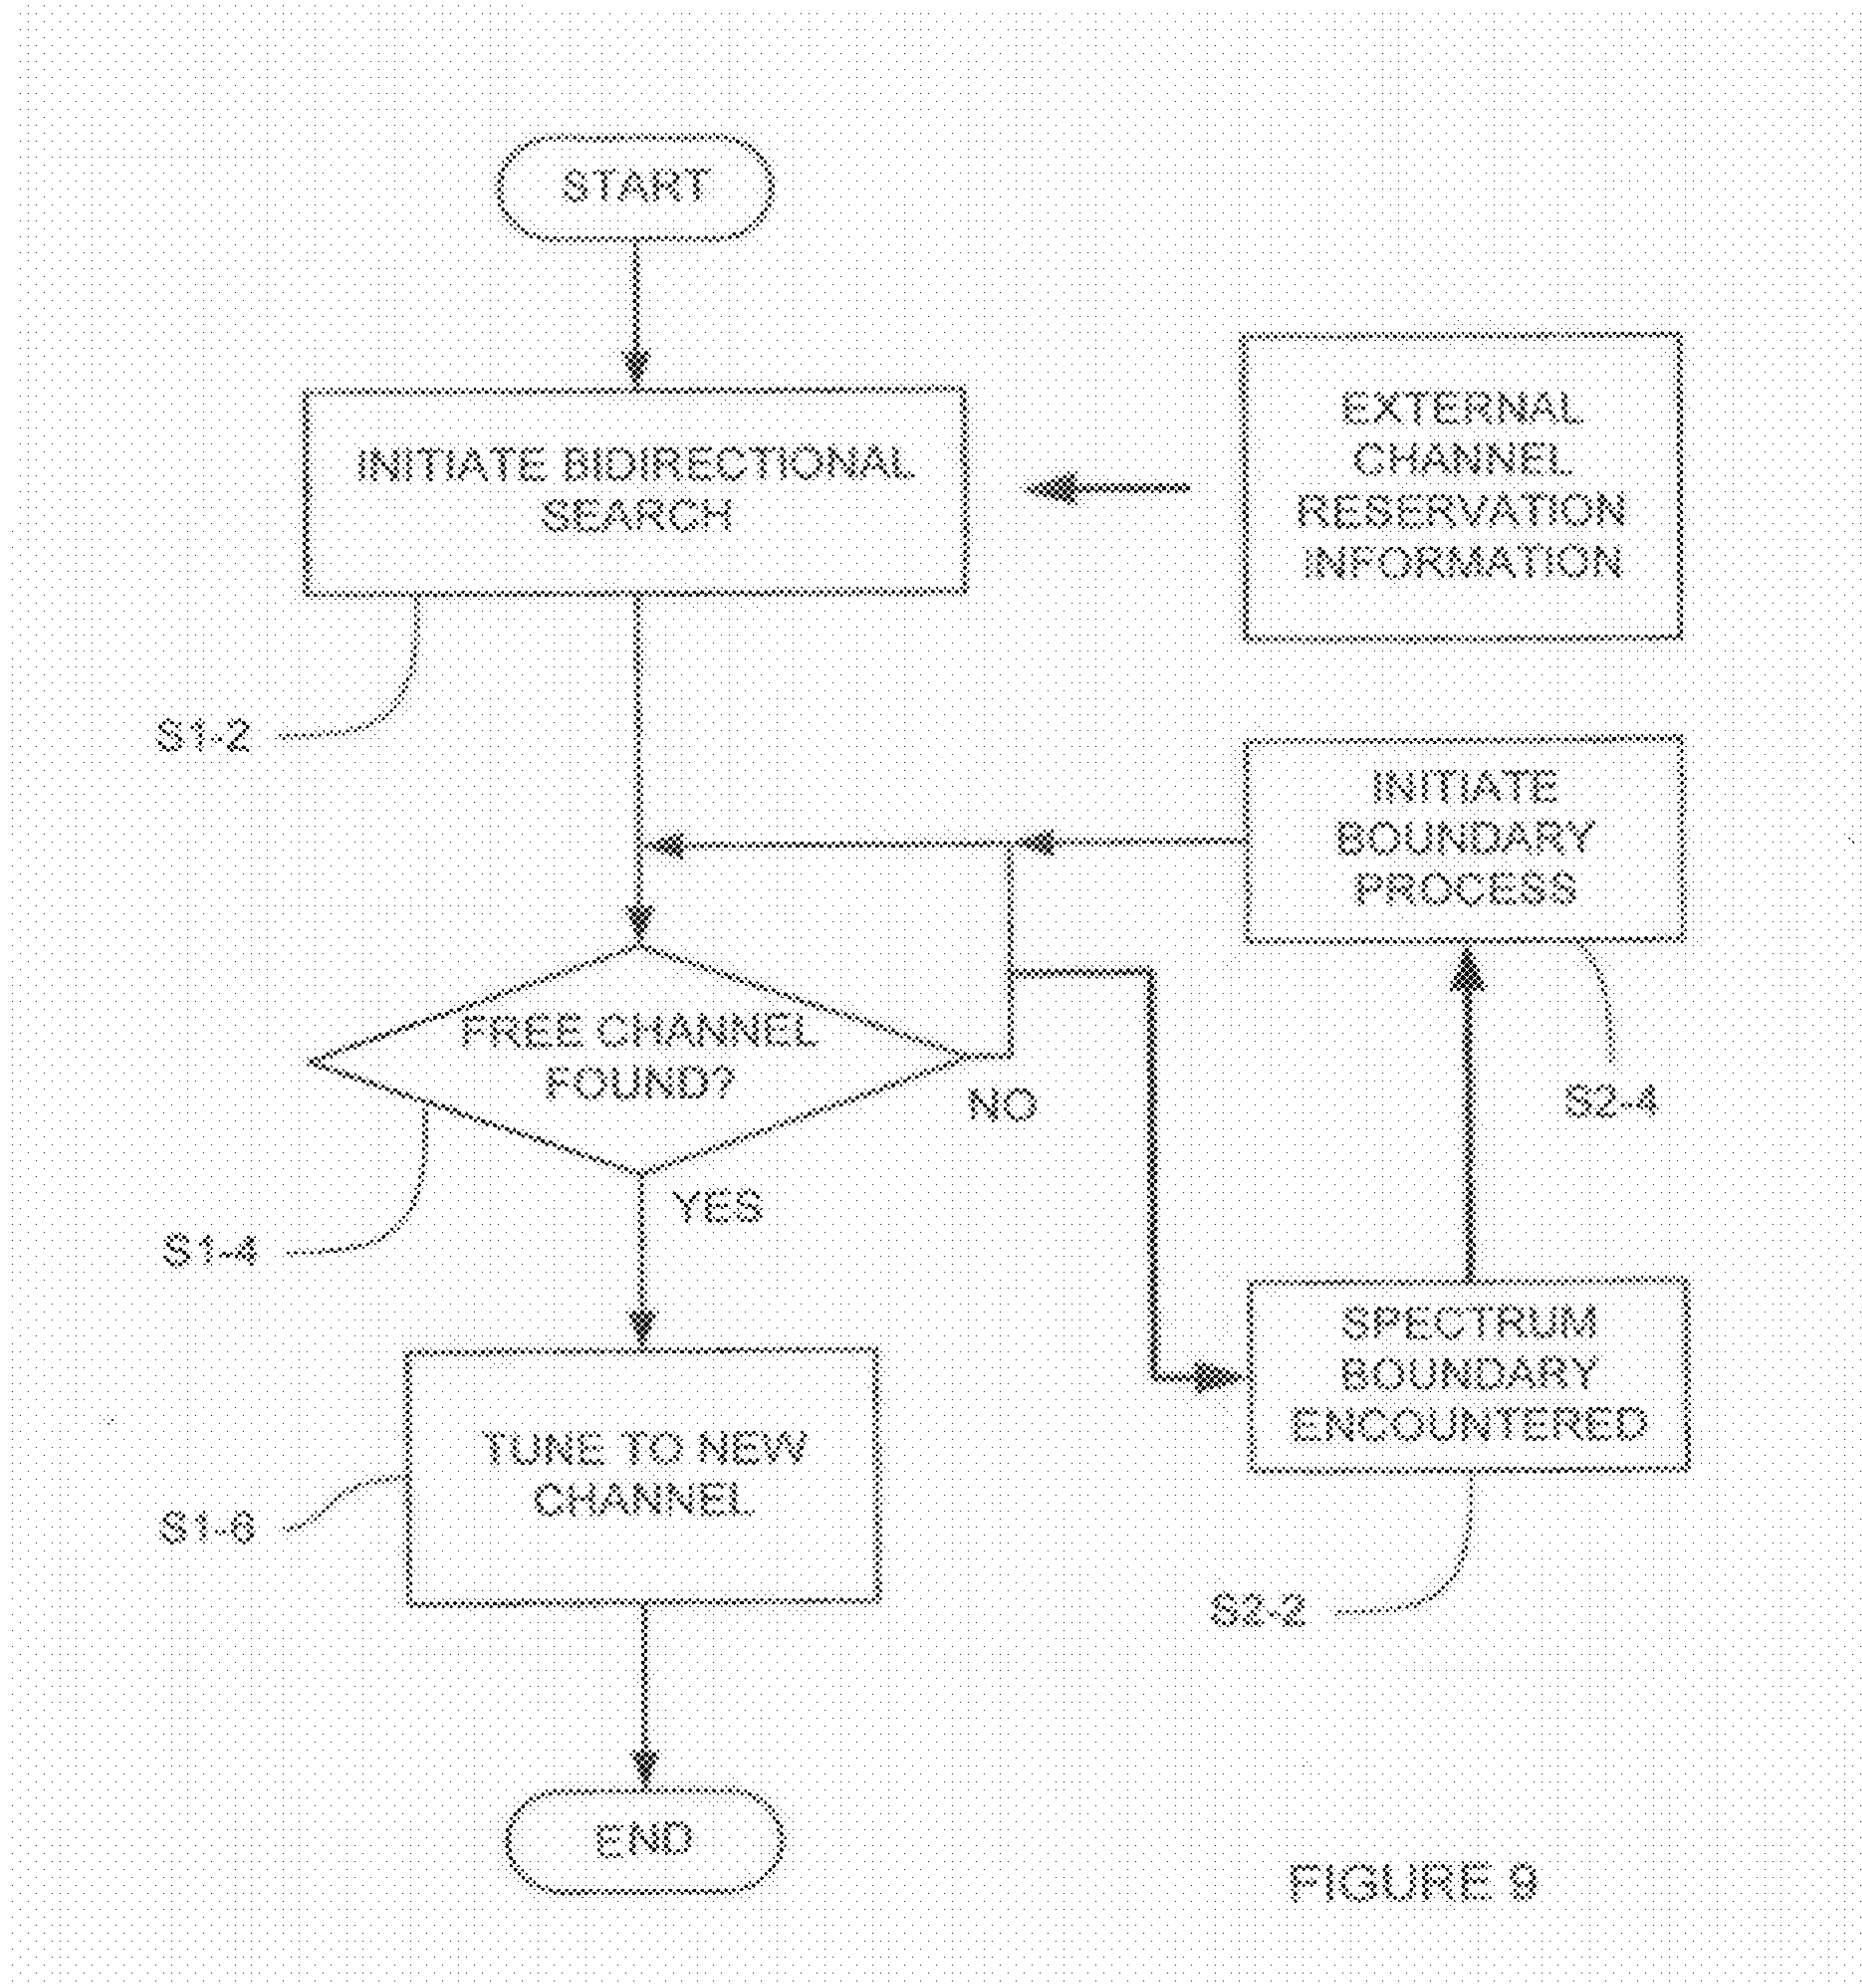 START
INITIATE BIDIRECTIONAL
SEARCH
EXTERNAL
CHANNEL
RESERVATION
INFORMATION
S1-2
INITIATE
BOUNDARY
PROCESS
FREE CHANNEL
FOUND?
NO
S2-4
YES
S1-4
SPECTRUM
BOUNDARY
ENCOUNTERED
TUNE TO NEW
CHANNEL
S1-6
S2-2
END
FIGURE 9